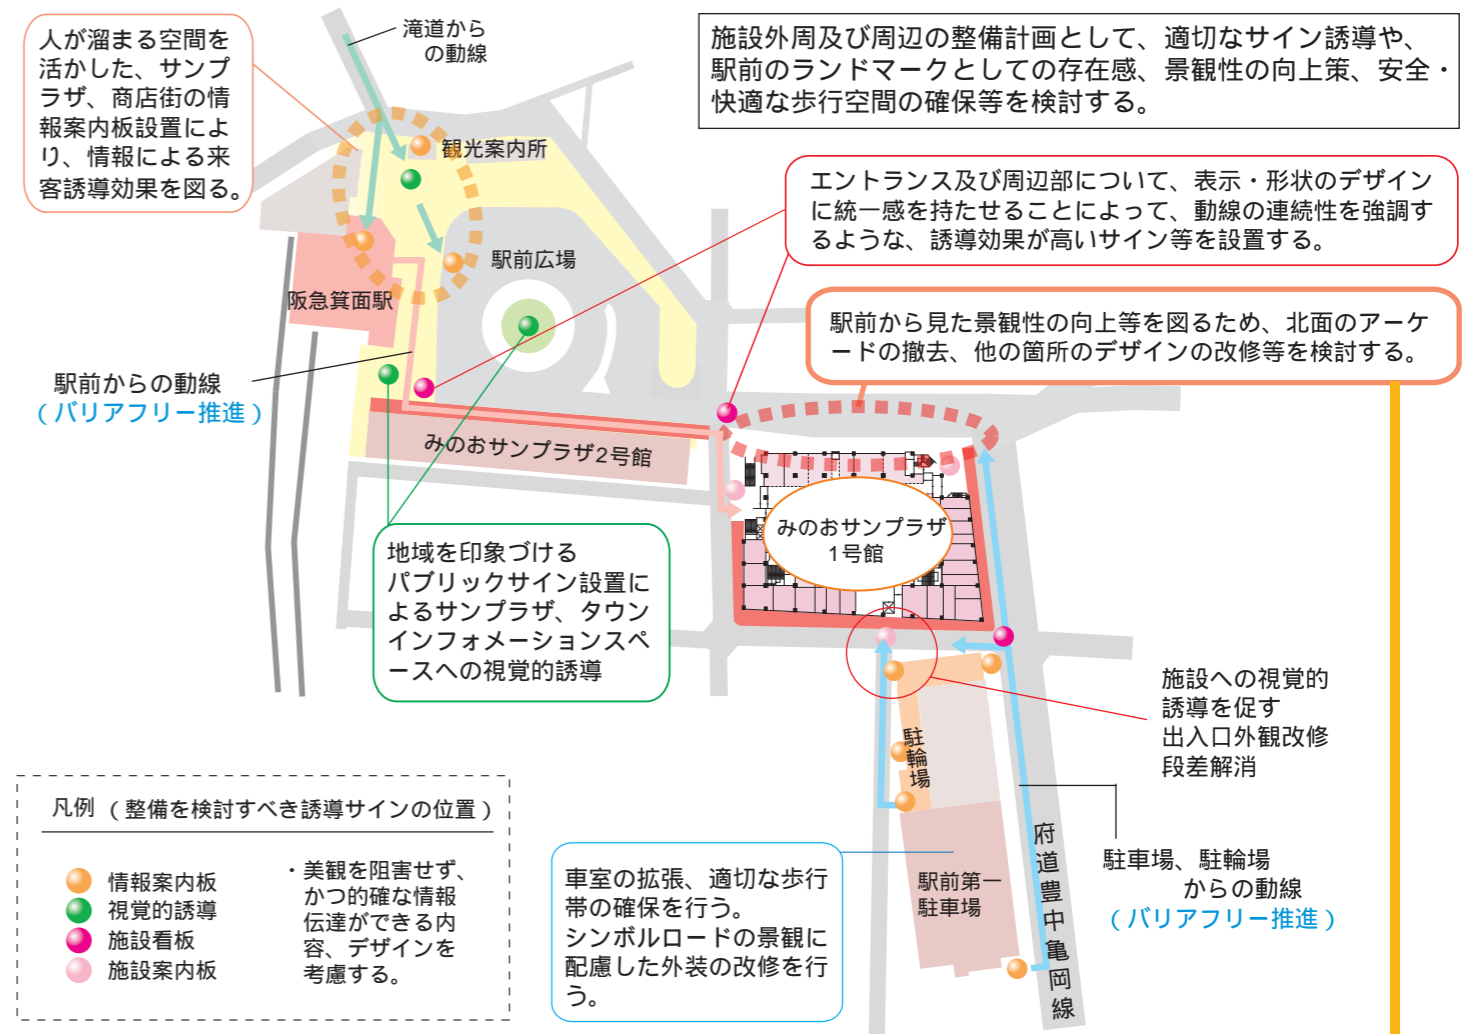 人が溜まる空間を
活かした、サンプ
ラザ、商店街の情
報案内板設置によ
り、情報による来
客誘導効果を図る。
滝道から
の動線
施設外周及び周辺の整備計画として、適切なサイン誘導や、
駅前のランドマークとしての存在感、景観性の向上策、安全・
快適な歩行空間の確保等を検討する。
観光案内所
エントランス及び周辺部について、表示・形状のデザイン
に統一感を持たせることによって、動線の連続性を強調す
るような、誘導効果が高いサイン等を設置する。
駅前広場
阪急箕面駅
駅前から見た景観性の向上等を図るため、北面のアーケ
ードの撤去、他の箇所のデザインの改修等を検討する。
駅前からの動線
(バリアフリー推進)
みのおサンプラザ2号館
みのおサンプラザ
1号館
地域を印象づける
パブリックサイン設置に
よるサンプラザ、タウン
インフォメーションスペ
ースへの視覚的誘導
施設への視覚的
誘導を促す
出入口外観改修
段差解消
駐輪場
凡例 (整備を検討すべき誘導サインの位置)
情報案内板
視覚的誘導
施設看板
施設案内板
・美観を阻害せず、
かつ的確な情報
伝達ができる内
容、デザインを
考慮する。
車室の拡張、適切な歩行
帯の確保を行う。
シンボルロードの景観に
配慮した外装の改修を行
う。
駅前第一
駐車場
府道豊中亀岡線
駐車場、駐輪場
からの動線
(バリアフリー推進)